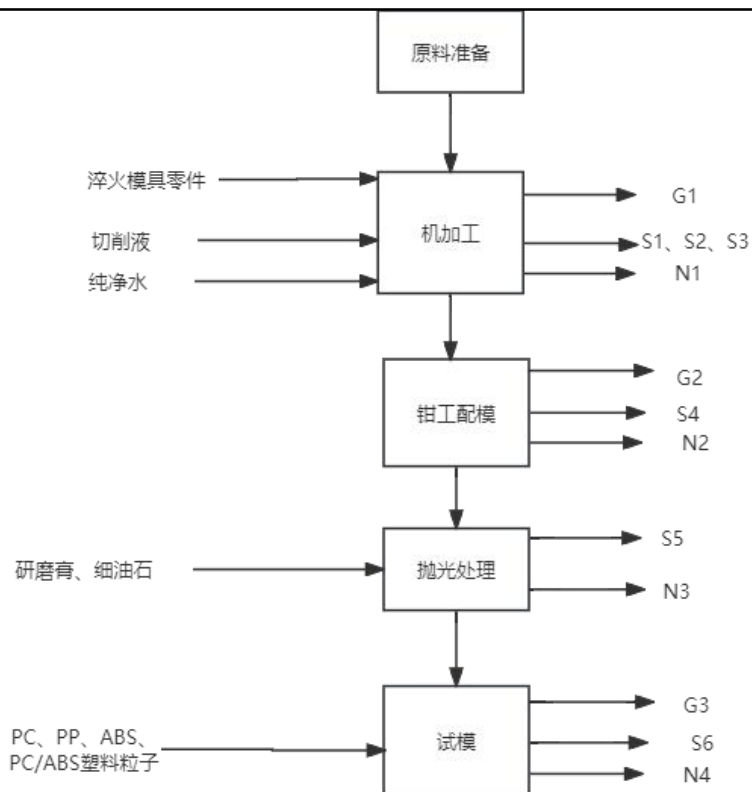 原料准备
淬火模具零件
切削液
纯净水
机加工
G1
S1、S2、S3
N1
钳工配模
G2
S4
N2
研磨膏、细油石
抛光处理
S5
N3
PC、PP、ABS、
PC/ABS塑料粒子
试模
G3
S6
N4